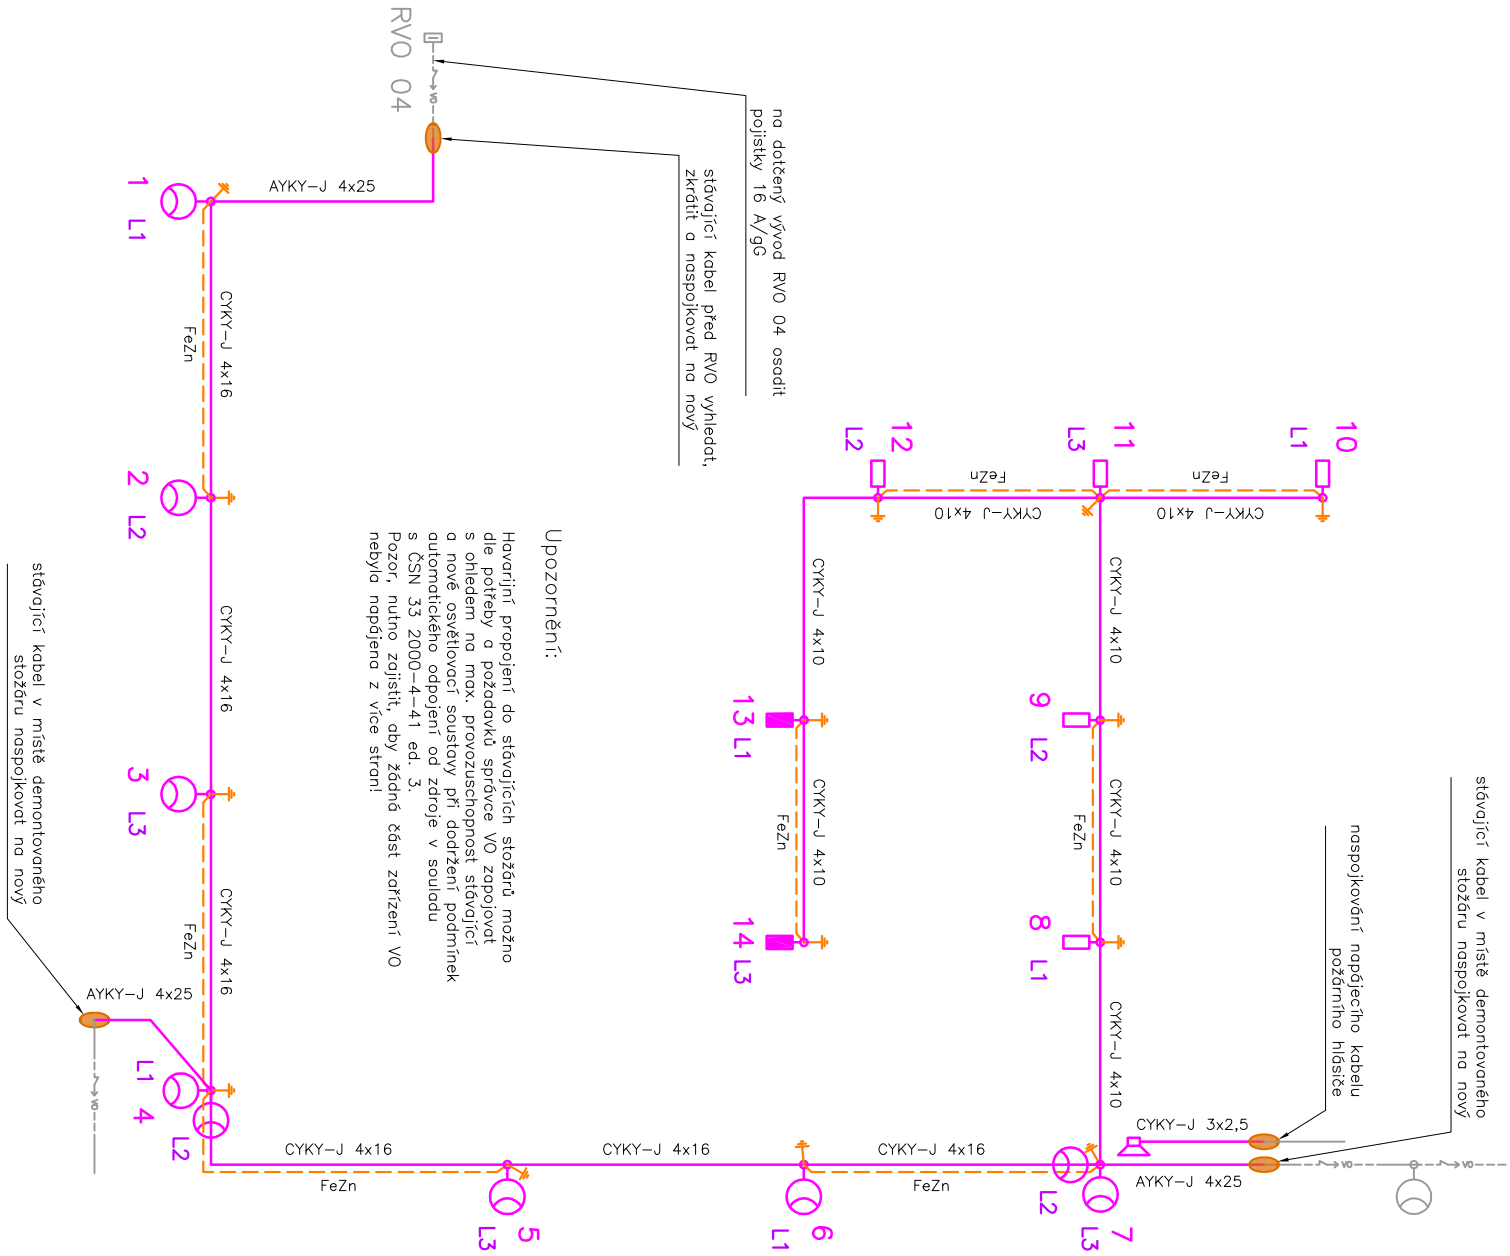 RVO 04
na dotčený vývod RVO 04 osadit
pojistky 16 A/gG
stávající kabel před RVO vyhledat,
zkrátit a naspojkovat na nový
VO
AYKY-J 4x25
1
L1
CYKY-J 4x16
FeZn
2
L2
CYKY-J 4x16
3
L3
CYKY-J 4x16
FeZn
AYKY-J 4x25
L1
4
L2
VO
stávající kabel v místě demontovaného
stožáru naspojkovat na nový
Upozornění:
Havarijní propojení do stávajících stožárů možno
dle potřeby a požadavků správce VO zapojovat
s ohledem na max. provozuschopnost stávající
a nové osvětlovací soustavy při dodržení podmínek
automatického odpojení od zdroje v souladu
s ČSN 33 2000-4-41 ed. 3.
Pozor, nutno zajistit, aby žádná část zařízení VO
nebyla napájena z více stran!
CYKY-J 4x16
FeZn
5
L3
CYKY-J 4x16
6
L1
CYKY-J 4x16
FeZn
L2
7
L3
AYKY-J 4x25
CYKY-J 3x2,5
VO
VO
naspojkování napájecího kabelu
požárního hlásiče
stávající kabel v místě demontovaného
stožáru naspojkovat na nový
CYKY-J 4x10
8
L1
CYKY-J 4x10
FeZn
9
L2
CYKY-J 4x10
10
L1
FeZn
CYKY-J 4x10
11
L3
FeZn
CYKY-J 4x10
12
L2
CYKY-J 4x10
13
L1
CYKY-J 4x10
FeZn
14
L3